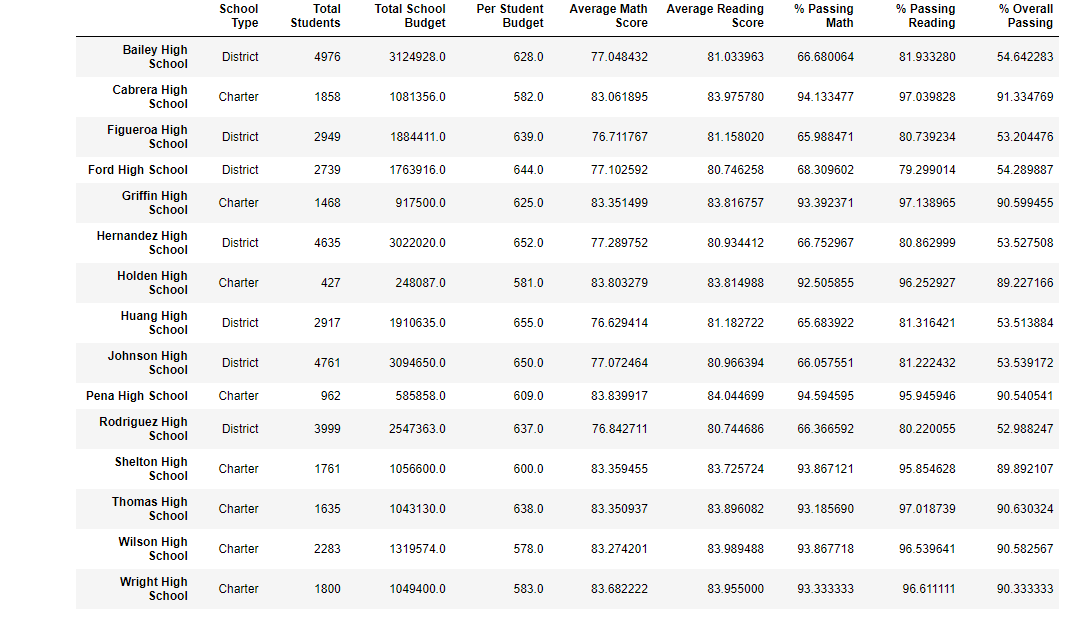 School Type Total Students Total School Budget Per Student Budget Average Math Score Average Reading Score % Passing Math % Passing Reading % Overall Passing
Bailey High School District 4976 3124928.0 628.0 77.048432 81.033963 66.680064 81.933280 54.642283
Cabrera High School Charter 1858 1081356.0 582.0 83.061895 83.975780 94.133477 97.039828 91.334769
Figueroa High School District 2949 1884411.0 639.0 76.711767 81.158020 65.988471 80.739234 53.204476
Ford High School District 2739 1763916.0 644.0 77.102592 80.746258 68.309602 79.299014 54.289887
Griffin High School Charter 1468 917500.0 625.0 83.351499 83.816757 93.392371 97.138965 90.599455
Hernandez High School District 4635 3022020.0 652.0 77.289752 80.934412 66.752967 80.862999 53.527508
Holden High School Charter 427 248087.0 581.0 83.803279 83.814988 92.505855 96.252927 89.227166
Huang High School District 2917 1910635.0 655.0 76.629414 81.182722 65.683922 81.316421 53.513884
Johnson High School District 4761 3094650.0 650.0 77.072464 80.966394 66.057551 81.222432 53.539172
Pena High School Charter 962 585858.0 609.0 83.839917 84.044699 94.594595 95.945946 90.540541
Rodriguez High School District 3999 2547363.0 637.0 76.842711 80.744686 66.366592 80.220055 52.988247
Shelton High School Charter 1761 1056600.0 600.0 83.359455 83.725724 93.867121 95.854628 89.892107
Thomas High School Charter 1635 1043130.0 638.0 83.350937 83.896082 93.185690 97.018739 90.630324
Wilson High School Charter 2283 1319574.0 578.0 83.274201 83.989488 93.867718 96.539641 90.582567
Wright High School Charter 1800 1049400.0 583.0 83.682222 83.955000 93.333333 96.611111 90.333333